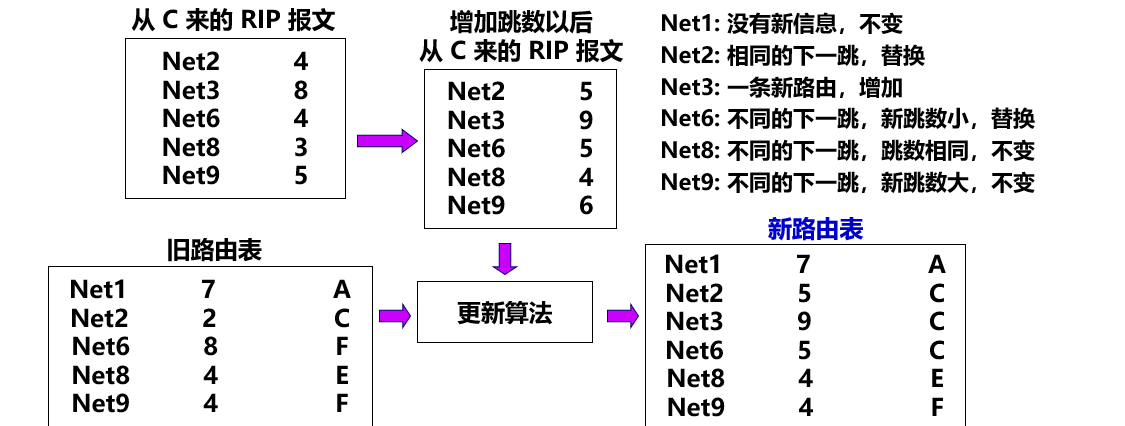 从 C 来的 RIP 报文
Net2 4
Net3 8
Net6 4
Net8 3
Net9 5
增加跳数以后
从 C 来的 RIP 报文
Net2 5
Net3 9
Net6 5
Net8 4
Net9 6
Net1: 没有新信息，不变
Net2: 相同的下一跳，替换
Net3: 一条新路由，增加
Net6: 不同的下一跳，新跳数小，替换
Net8: 不同的下一跳，跳数相同，不变
Net9: 不同的下一跳，新跳数大，不变
旧路由表
Net1 7 A
Net2 2 C
Net6 8 F
Net8 4 E
Net9 4 F
更新算法
新路由表
Net1 7 A
Net2 5 C
Net3 9 C
Net6 5 C
Net8 4 E
Net9 4 F